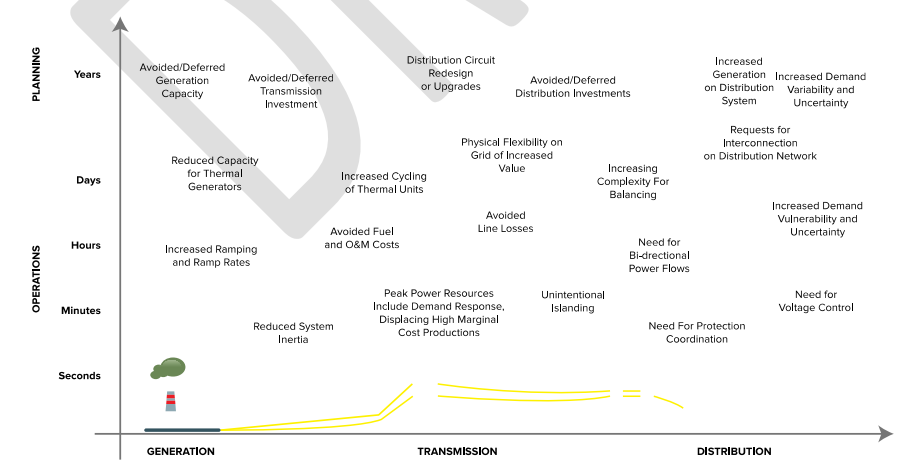 PLANNING
OPERATIONS
Years
Days
Hours
Minutes
Seconds
Avoided/Deferred
Generation
Capacity
Avoided/Deferred
Transmission
Investment
Distribution Circuit
Redesign
or Upgrades
Avoided/Deferred
Distribution Investments
Increased
Generation
on Distribution
System
Increased Demand
Variability and
Uncertainty
Requests for
Interconnection
on Distribution Network
Reduced Capacity
for Thermal
Generators
Increased Cycling
of Thermal Units
Physical Flexibility on
Grid of Increased
Value
Increasing
Complexity For
Balancing
Increased Demand
Vulnerability and
Uncertainty
Increased Ramping
and Ramp Rates
Avoided Fuel
and O&M Costs
Avoided
Line Losses
Need for
Bi-drectional
Power Flows
Reduced System
Inertia
Peak Power Resources
Include Demand Response,
Displacing High Marginal
Cost Productions
Unintentional
Islanding
Need For Protection
Coordination
Need for
Voltage Control
GENERATION
TRANSMISSION
DISTRIBUTION